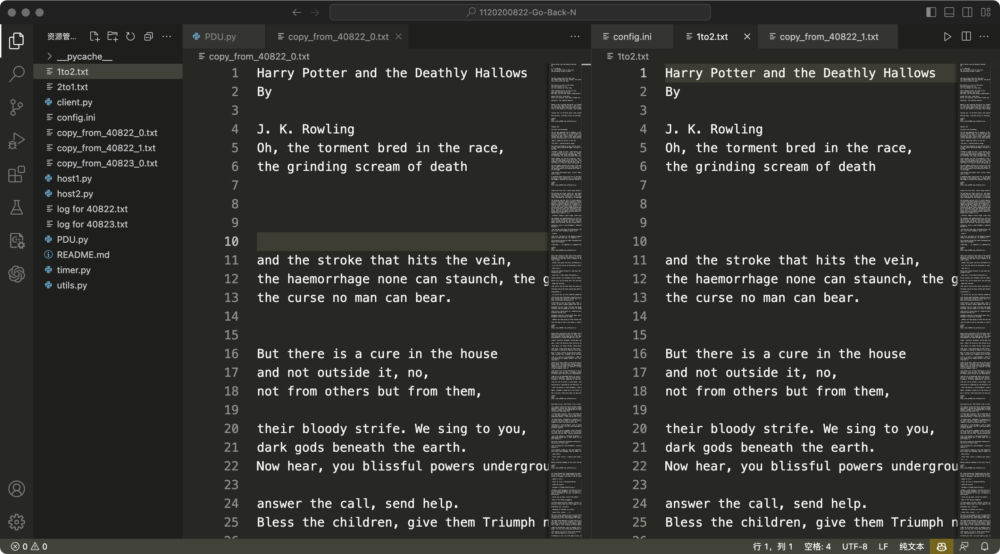 1120200822-Go-Back-N
资源管...
__pycache__
1to2.txt
2to1.txt
client.py
config.ini
copy_from_40822_0.txt
copy_from_40822_1.txt
copy_from_40823_0.txt
host1.py
host2.py
log for 40822.txt
log for 40823.txt
PDU.py
README.md
timer.py
utils.py
PDU.py
copy_from_40822_0.txt
copy_from_40822_0.txt
1 Harry Potter and the Deathly Hallows
2 By
3
4 J. K. Rowling
5 Oh, the torment bred in the race,
6 the grinding scream of death
7
8
9
10
11 and the stroke that hits the vein,
12 the haemorrhage none can staunch, the g
13 the curse no man can bear.
14
15
16 But there is a cure in the house
17 and not outside it, no,
18 not from others but from them,
19
20 their bloody strife. We sing to you,
21 dark gods beneath the earth.
22 Now hear, you blissful powers undergrou
23
24 answer the call, send help.
25 Bless the children, give them Triumph n
config.ini
1to2.txt
copy_from_40822_1.txt
1to2.txt
1 Harry Potter and the Deathly Hallows
2 By
3
4 J. K. Rowling
5 Oh, the torment bred in the race,
6 the grinding scream of death
7
8
9
10
11 and the stroke that hits the vein,
12 the haemorrhage none can staunch, the g
13 the curse no man can bear.
14
15
16 But there is a cure in the house
17 and not outside it, no,
18 not from others but from them,
19
20 their bloody strife. We sing to you,
21 dark gods beneath the earth.
22 Now hear, you blissful powers undergrou
23
24 answer the call, send help.
25 Bless the children, give them Triumph n
0 0
行 1，列 1 空格: 4 UTF-8 LF 纯文本